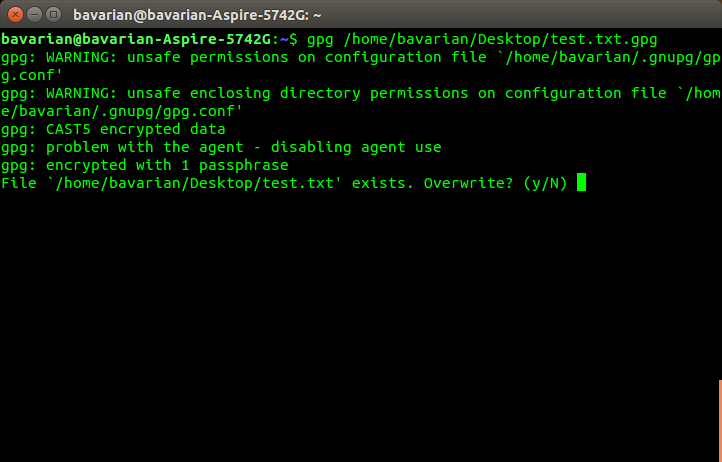 bavarian@bavarian-Aspire-5742G: ~
bavarian@bavarian-Aspire-5742G:~$ gpg /home/bavarian/Desktop/test.txt.gpg
gpg: WARNING: unsafe permissions on configuration file `/home/bavarian/.gnupg/gp
g.conf'
gpg: WARNING: unsafe enclosing directory permissions on configuration file `/hom
e/bavarian/.gnupg/gpg.conf'
gpg: CAST5 encrypted data
gpg: problem with the agent - disabling agent use
gpg: encrypted with 1 passphrase
File `/home/bavarian/Desktop/test.txt' exists. Overwrite? (y/N)